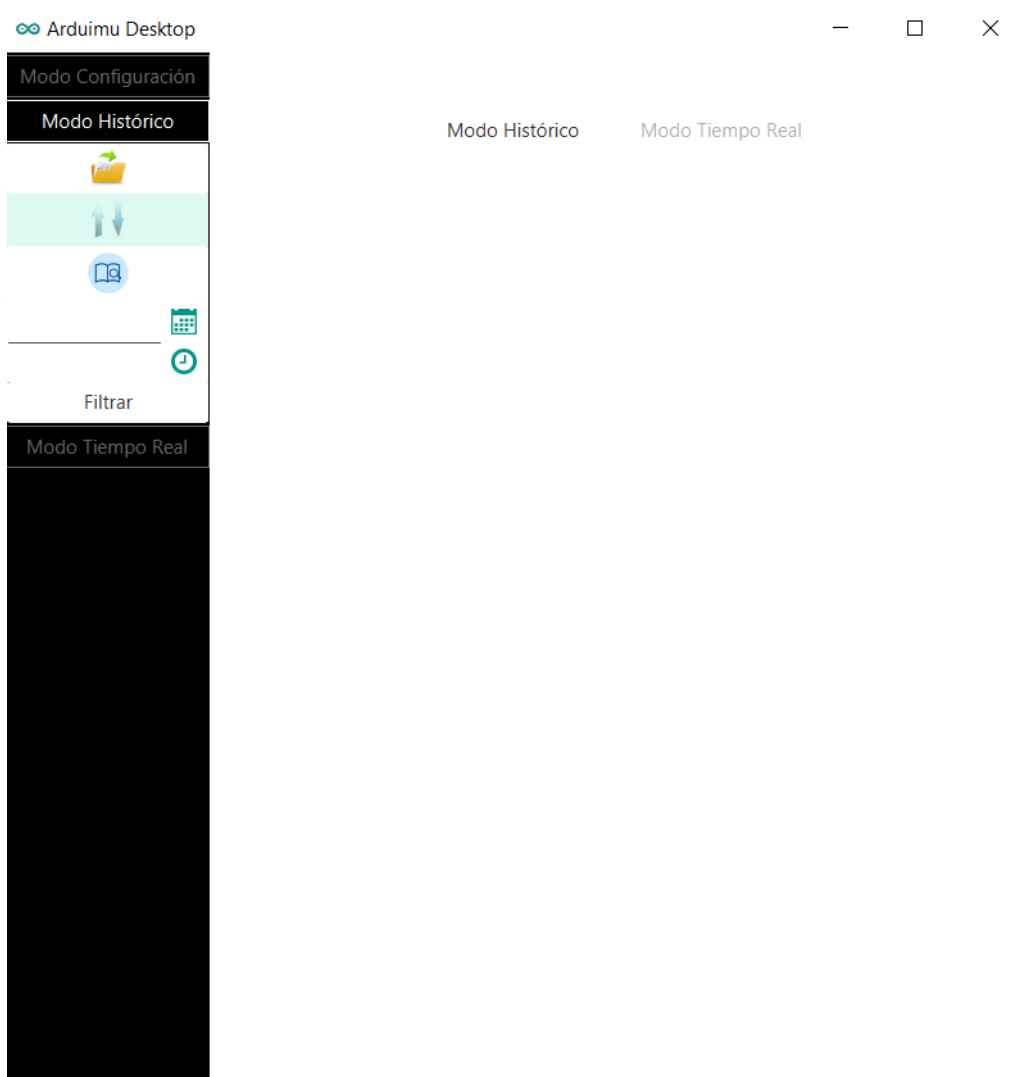 Arduimu Desktop
Modo Configuración
Modo Histórico
Filtrar
Modo Tiempo Real
Modo Histórico
Modo Tiempo Real